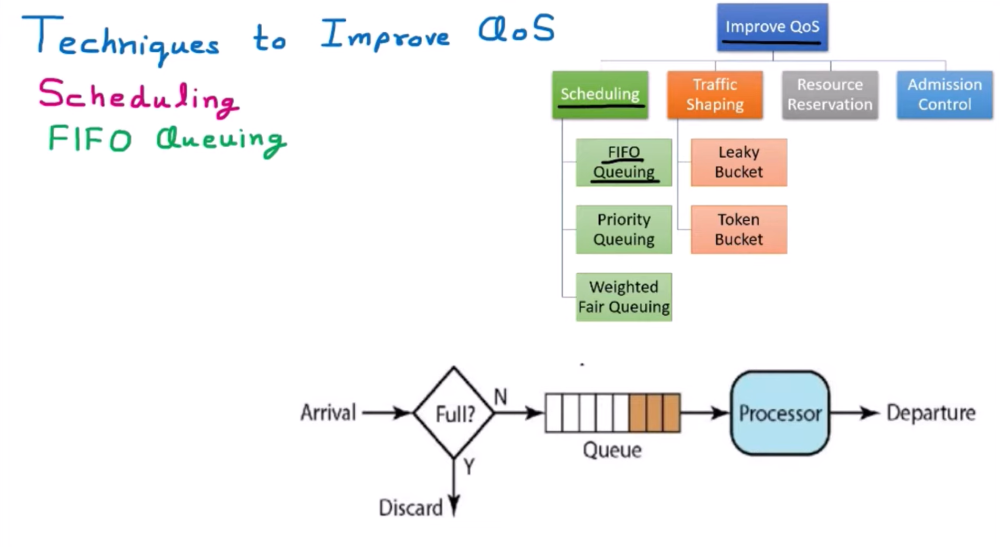 Techniques to Improve QoS
Scheduling
FIFO Queuing
Improve QoS
Scheduling
Traffic
Shaping
Resource
Reservation
Admission
Control
FIFO
Queuing
Leaky
Bucket
Priority
Queuing
Token
Bucket
Weighted
Fair Queuing
Arrival
Full?
N
Y
Discard
Queue
Processor
Departure